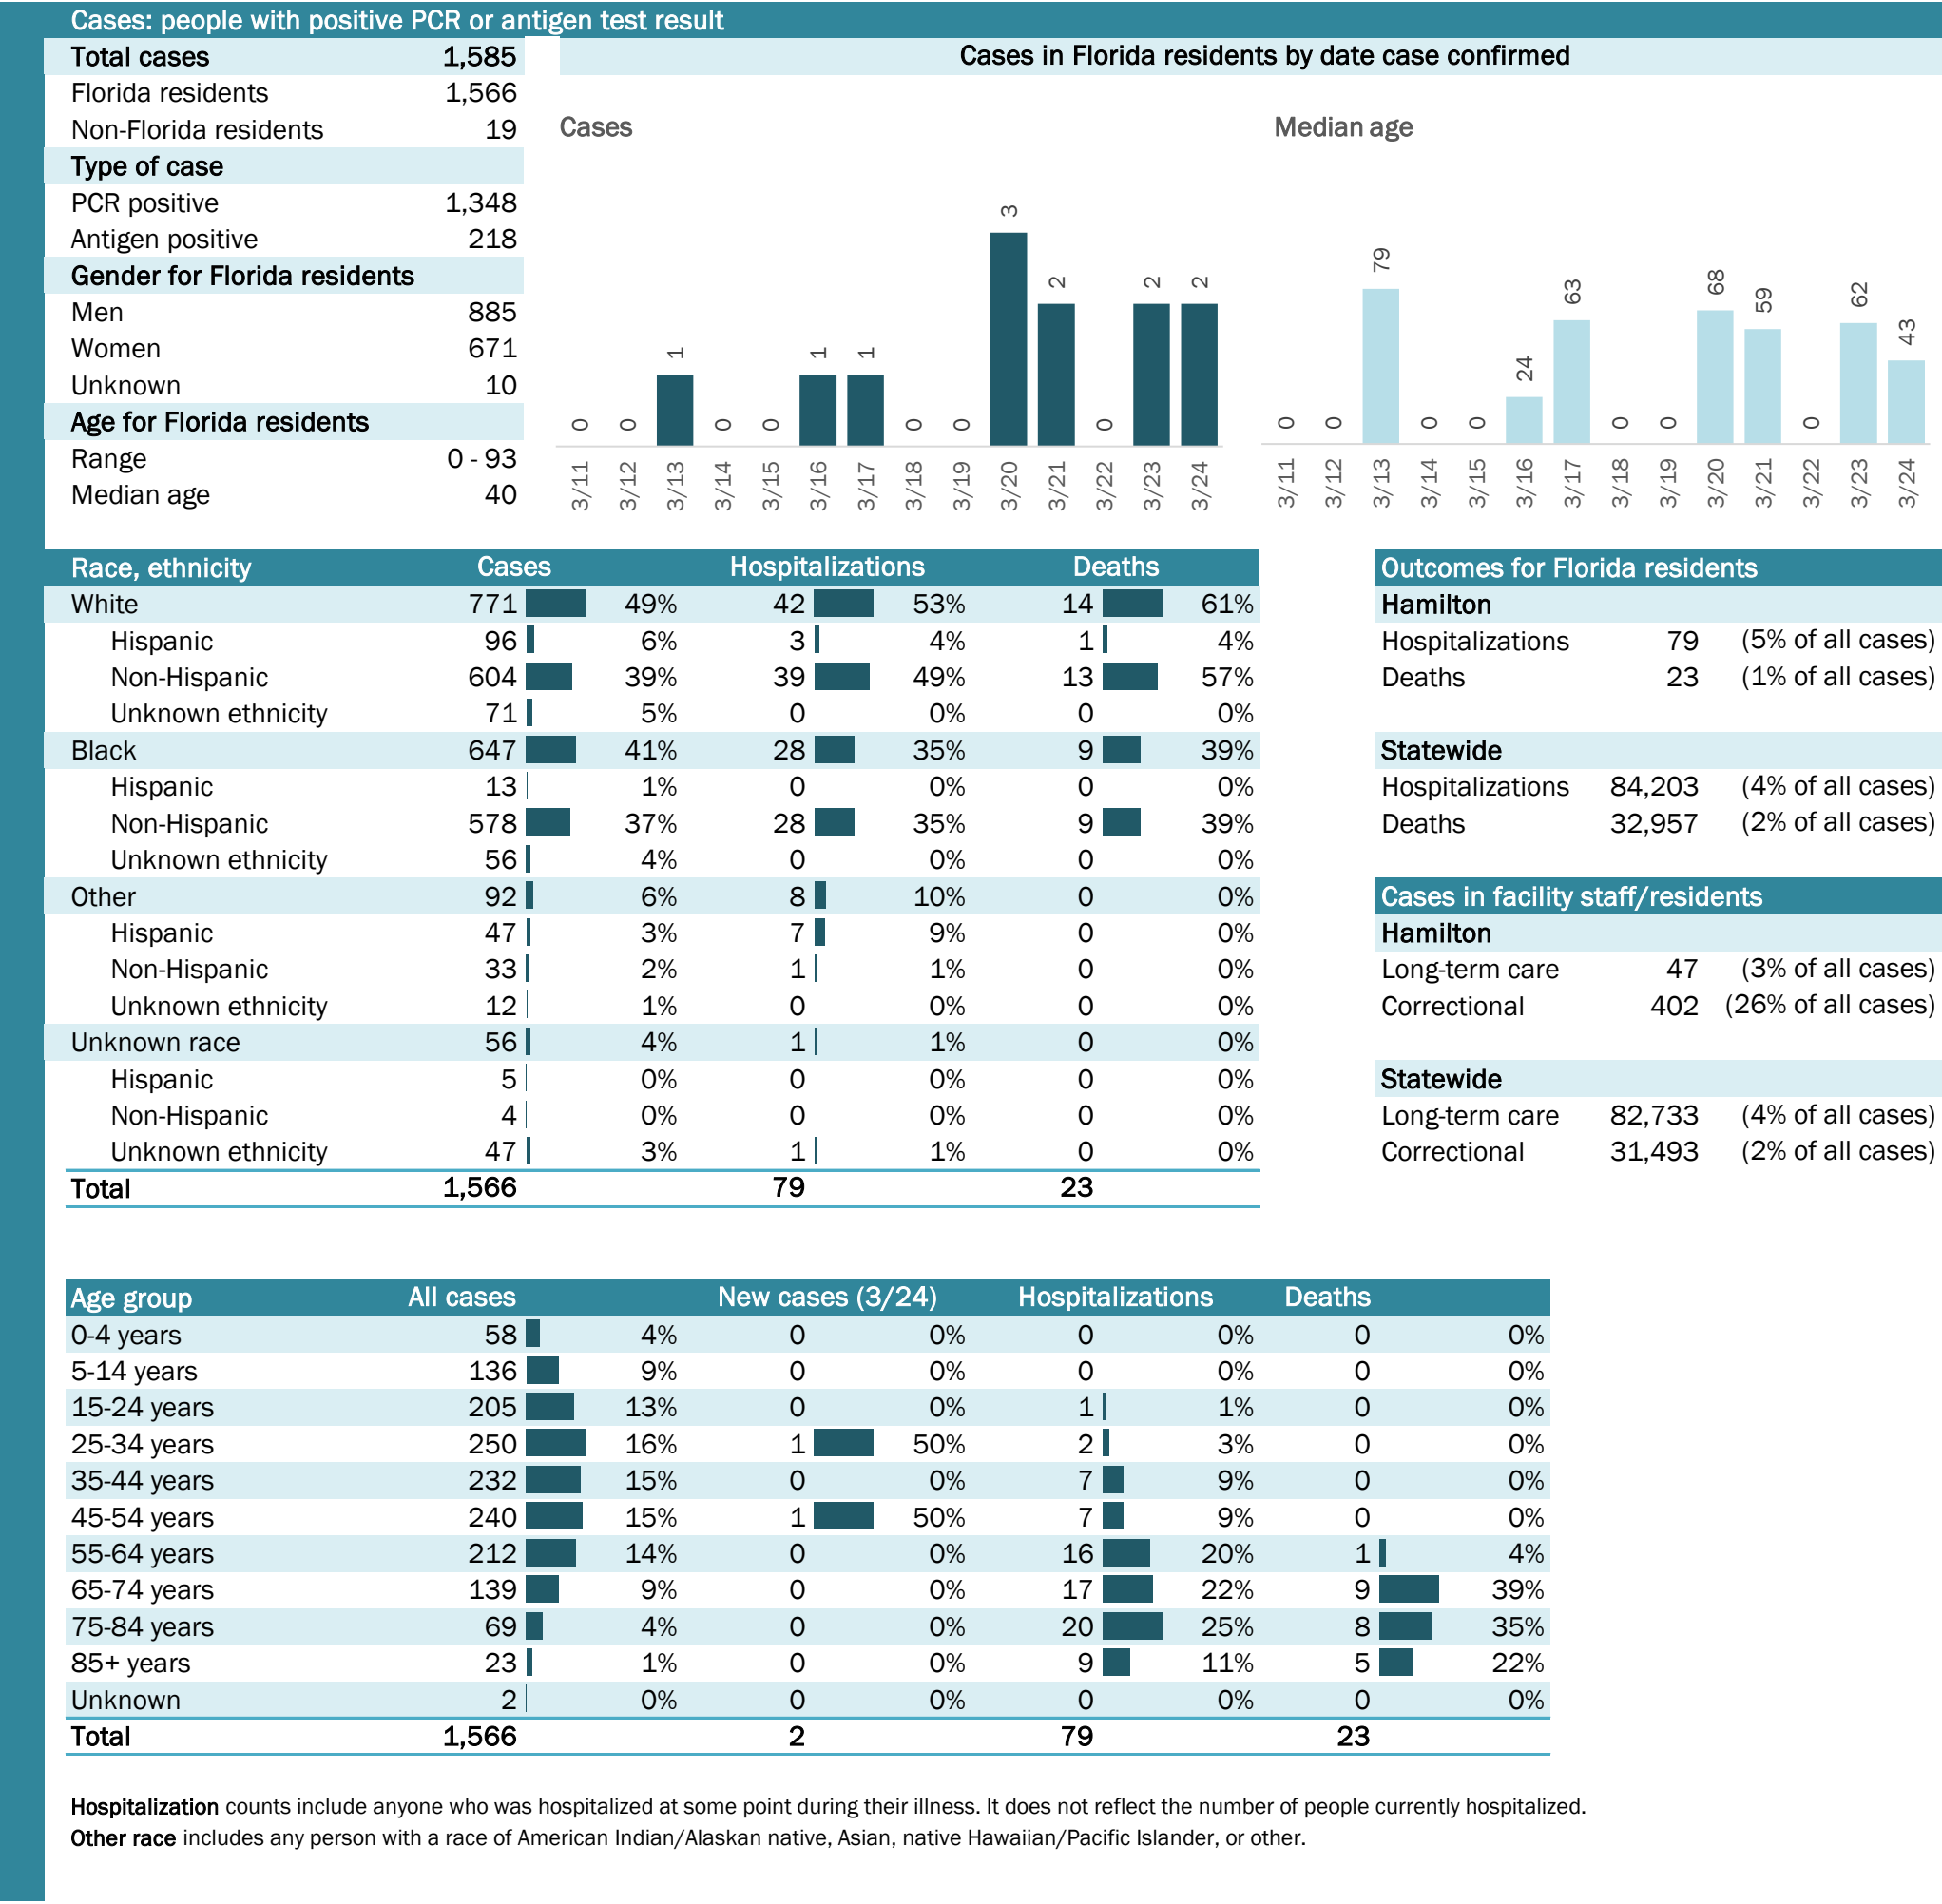 Cases: people with positive PCR or antigen test result
Total cases 1,585
Florida residents 1,566
Non-Florida residents 19
Type of case
PCR positive 1,348
Antigen positive 218
Gender for Florida residents
Men 885
Women 671
Unknown 10
Age for Florida residents
Range 0 - 93
Median age 40
Cases in Florida residents by date case confirmed
Cases
0 0 1 0 0 1 1 0 0 3 2 0 2 2
3/11 3/12 3/13 3/14 3/15 3/16 3/17 3/18 3/19 3/20 3/21 3/22 3/23 3/24
Median age
0 0 79 0 0 24 63 0 0 68 59 0 62 43
3/11 3/12 3/13 3/14 3/15 3/16 3/17 3/18 3/19 3/20 3/21 3/22 3/23 3/24
Race, ethnicity Cases Hospitalizations Deaths
White 771 49% 42 53% 14 61%
Hispanic 96 6% 3 4% 1 4%
Non-Hispanic 604 39% 39 49% 13 57%
Unknown ethnicity 71 5% 0 0% 0 0%
Black 647 41% 28 35% 9 39%
Hispanic 13 1% 0 0% 0 0%
Non-Hispanic 578 37% 28 35% 9 39%
Unknown ethnicity 56 4% 0 0% 0 0%
Other 92 6% 8 10% 0 0%
Hispanic 47 3% 7 9% 0 0%
Non-Hispanic 33 2% 1 1% 0 0%
Unknown ethnicity 12 1% 0 0% 0 0%
Unknown race 56 4% 1 1% 0 0%
Hispanic 5 0% 0 0% 0 0%
Non-Hispanic 4 0% 0 0% 0 0%
Unknown ethnicity 47 3% 1 1% 0 0%
Total 1,566 79 23
Outcomes for Florida residents
Hamilton
Hospitalizations 79 (5% of all cases)
Deaths 23 (1% of all cases)
Statewide
Hospitalizations 84,203 (4% of all cases)
Deaths 32,957 (2% of all cases)
Cases in facility staff/residents
Hamilton
Long-term care 47 (3% of all cases)
Correctional 402 (26% of all cases)
Statewide
Long-term care 82,733 (4% of all cases)
Correctional 31,493 (2% of all cases)
Age group All cases New cases (3/24) Hospitalizations Deaths
0-4 years 58 4% 0 0% 0 0% 0 0%
5-14 years 136 9% 0 0% 0 0% 0 0%
15-24 years 205 13% 0 0% 1 1% 0 0%
25-34 years 250 16% 1 50% 2 3% 0 0%
35-44 years 232 15% 0 0% 7 9% 0 0%
45-54 years 240 15% 1 50% 7 9% 0 0%
55-64 years 212 14% 0 0% 16 20% 1 4%
65-74 years 139 9% 0 0% 17 22% 9 39%
75-84 years 69 4% 0 0% 20 25% 8 35%
85+ years 23 1% 0 0% 9 11% 5 22%
Unknown 2 0% 0 0% 0 0% 0 0%
Total 1,566 2 79 23
Hospitalization counts include anyone who was hospitalized at some point during their illness. It does not reflect the number of people currently hospitalized.
Other race includes any person with a race of American Indian/Alaskan native, Asian, native Hawaiian/Pacific Islander, or other.